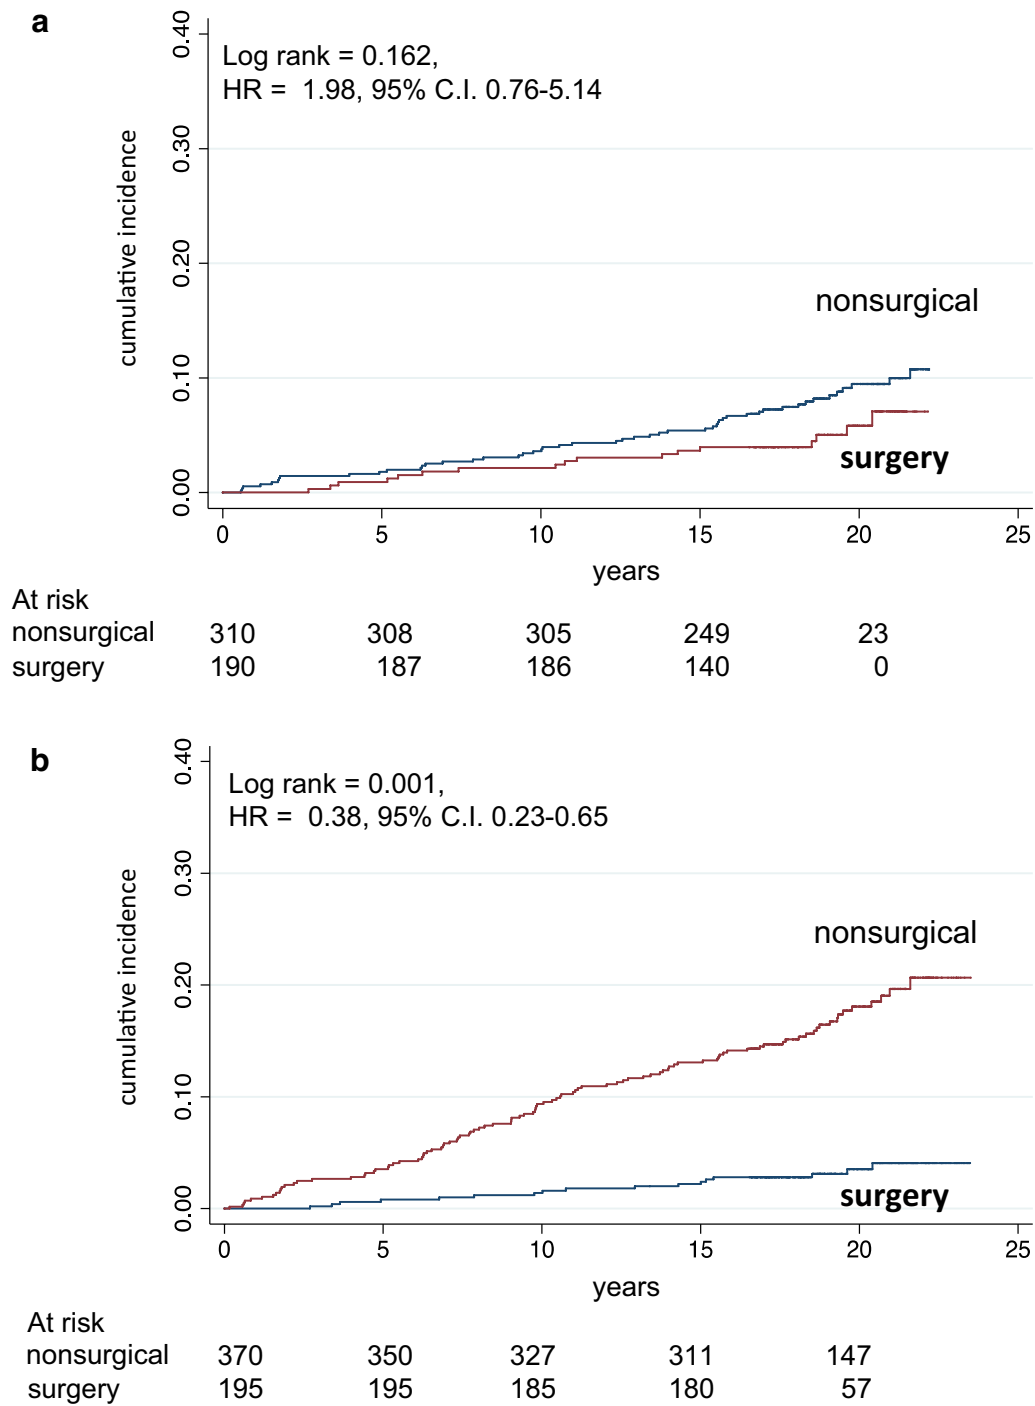 a
Log rank = 0.162,
HR = 1.98, 95% C.I. 0.76-5.14
cumulative incidence
0.40
0.30
0.20
0.10
0.00
nonsurgical
surgery
0 5 10 15 20 25
years
At risk
nonsurgical 310 308 305 249 23
surgery 190 187 186 140 0
b
Log rank = 0.001,
HR = 0.38, 95% C.I. 0.23-0.65
cumulative incidence
0.40
0.30
0.20
0.10
0.00
nonsurgical
surgery
0 5 10 15 20 25
years
At risk
nonsurgical 370 350 327 311 147
surgery 195 195 185 180 57